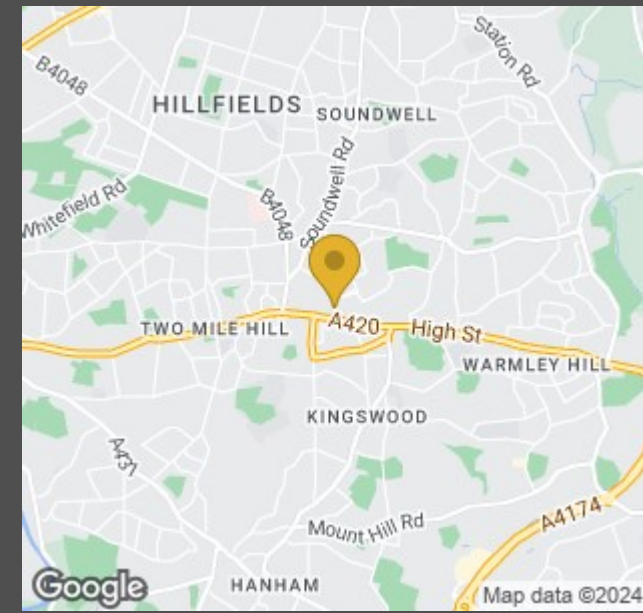 Station Rd
B4048
HILLFIELDS
SOUNDWELL
Whitefield Rd
Soundwell Rd
B4048
TWO MILE HILL
A420
High St
WARMLEY HILL
KINGSWOOD
A431
Mount Hill Rd
A4174
HANHAM
Google
Map data ©2024